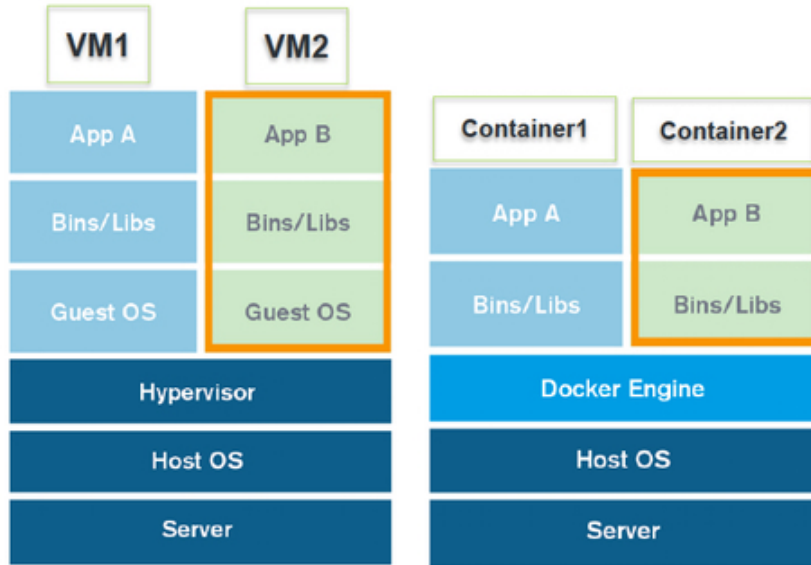 VM1
VM2
App A
App B
Bins/Libs
Bins/Libs
Guest OS
Guest OS
Hypervisor
Host OS
Server
Container1
Container2
App A
App B
Bins/Libs
Bins/Libs
Docker Engine
Host OS
Server